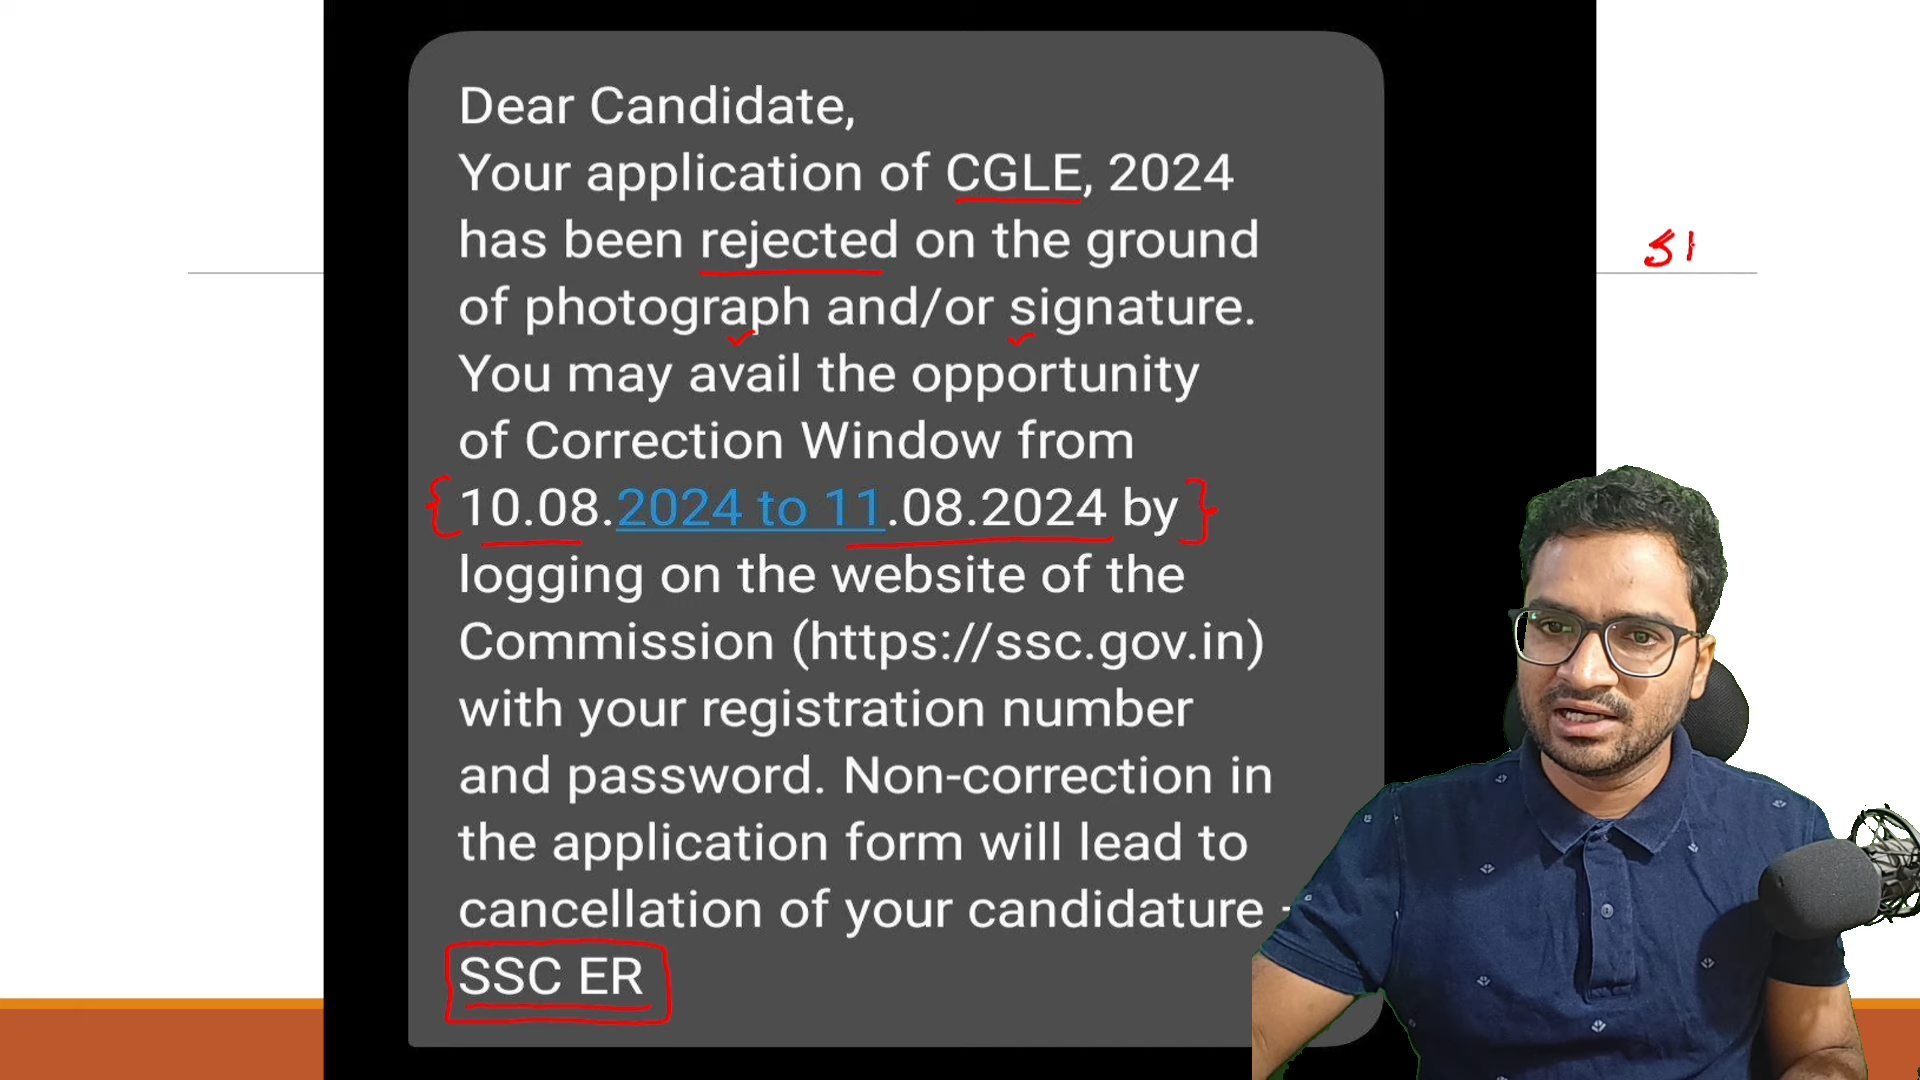 Dear Candidate,
Your application of CGLE, 2024
has been rejected on the ground
of photograph and/or signature.
You may avail the opportunity
of Correction Window from
10.08.2024 to 11.08.2024 by
logging on the website of the
Commission (https://ssc.gov.in)
with your registration number
and password. Non-correction in
the application form will lead to
cancellation of your candidature -
SSC ER